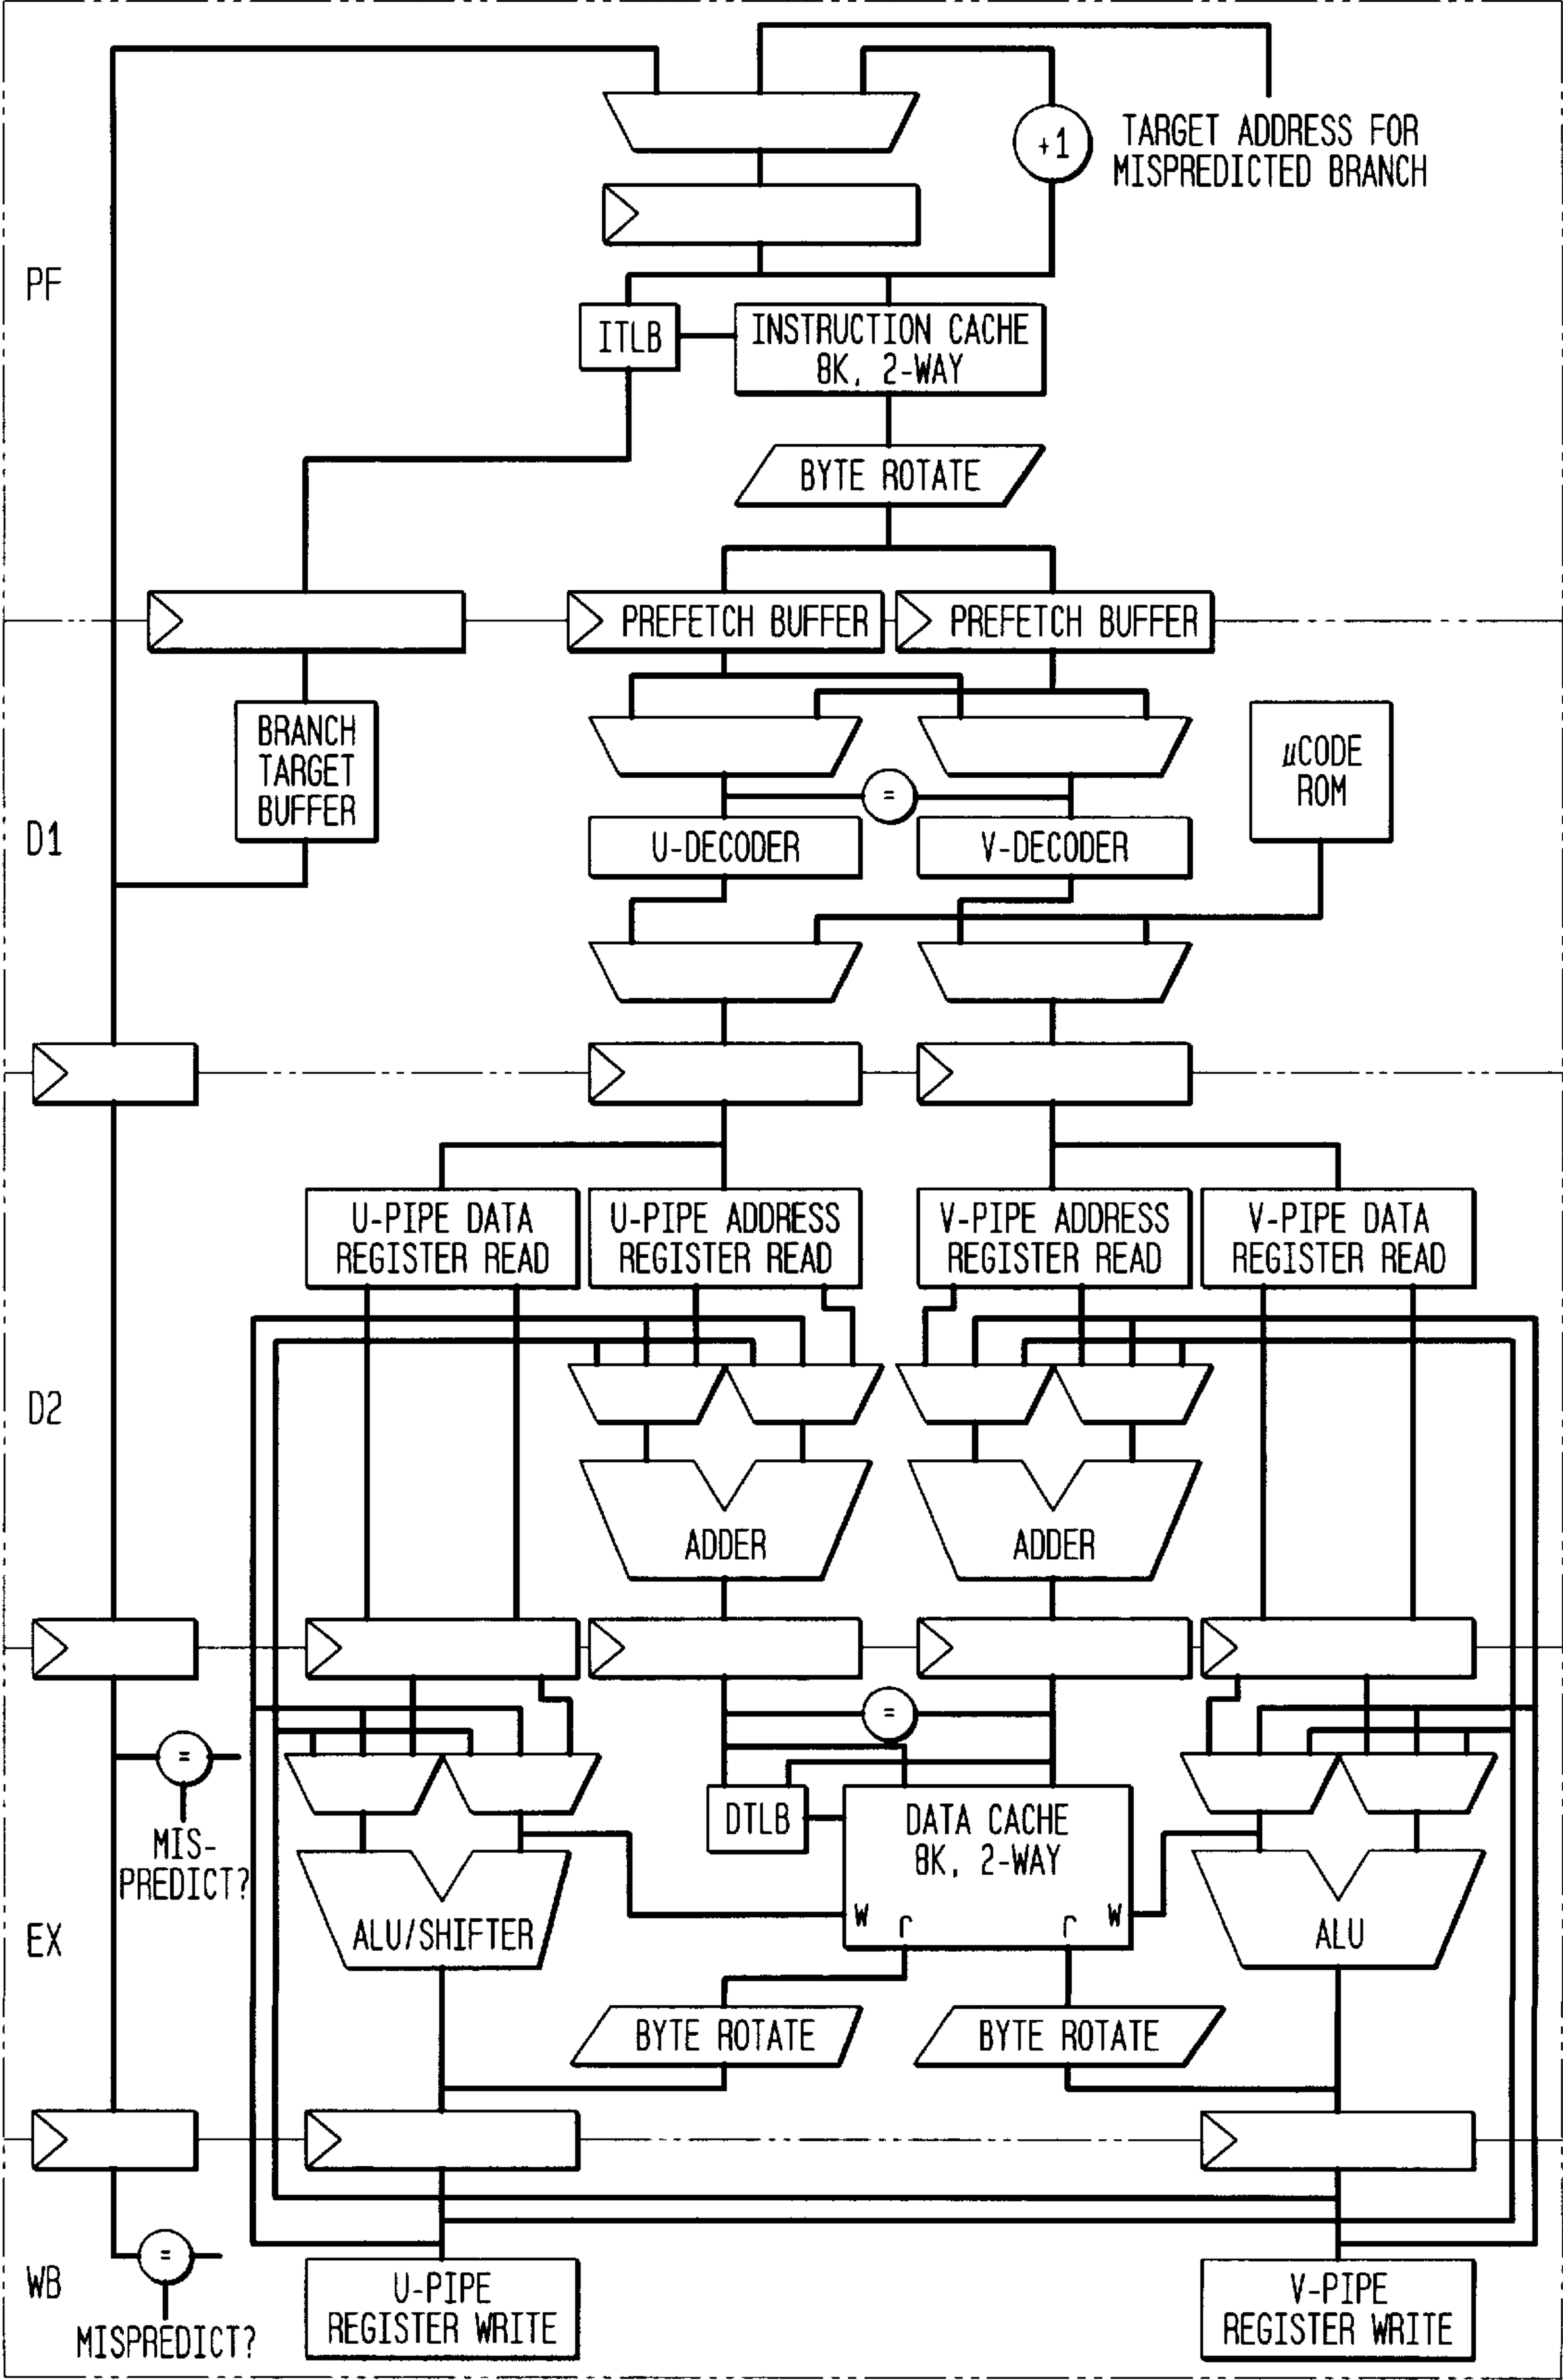 +1
TARGET ADDRESS FOR
MISPREDICTED BRANCH
PF
ITLB
INSTRUCTION CACHE
8K, 2-WAY
BYTE ROTATE
PREFETCH BUFFER
PREFETCH BUFFER
BRANCH
TARGET
BUFFER
μCODE
ROM
=
D1
U-DECODER
V-DECODER
U-PIPE DATA
REGISTER READ
U-PIPE ADDRESS
REGISTER READ
V-PIPE ADDRESS
REGISTER READ
V-PIPE DATA
REGISTER READ
D2
ADDER
ADDER
=
=
MIS-
PREDICT?
DTLB
DATA CACHE
8K, 2-WAY
W
r
r
W
EX
ALU/SHIFTER
ALU
BYTE ROTATE
BYTE ROTATE
=
WB
MISPREDICT?
U-PIPE
REGISTER WRITE
V-PIPE
REGISTER WRITE